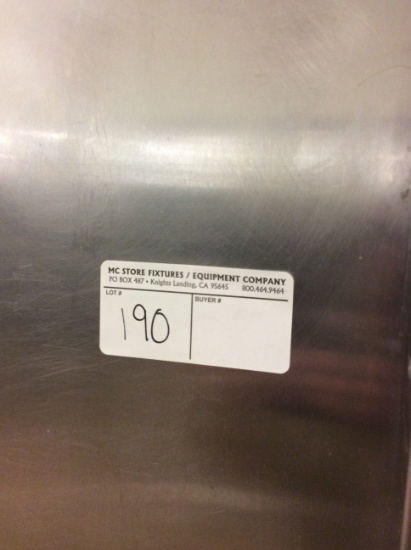 MC STORE FIXTURES / EQUIPMENT COMPANY
PO BOX 487 • Knights Landing, CA 95645 800.464.9464
LOT # BUYER #
190